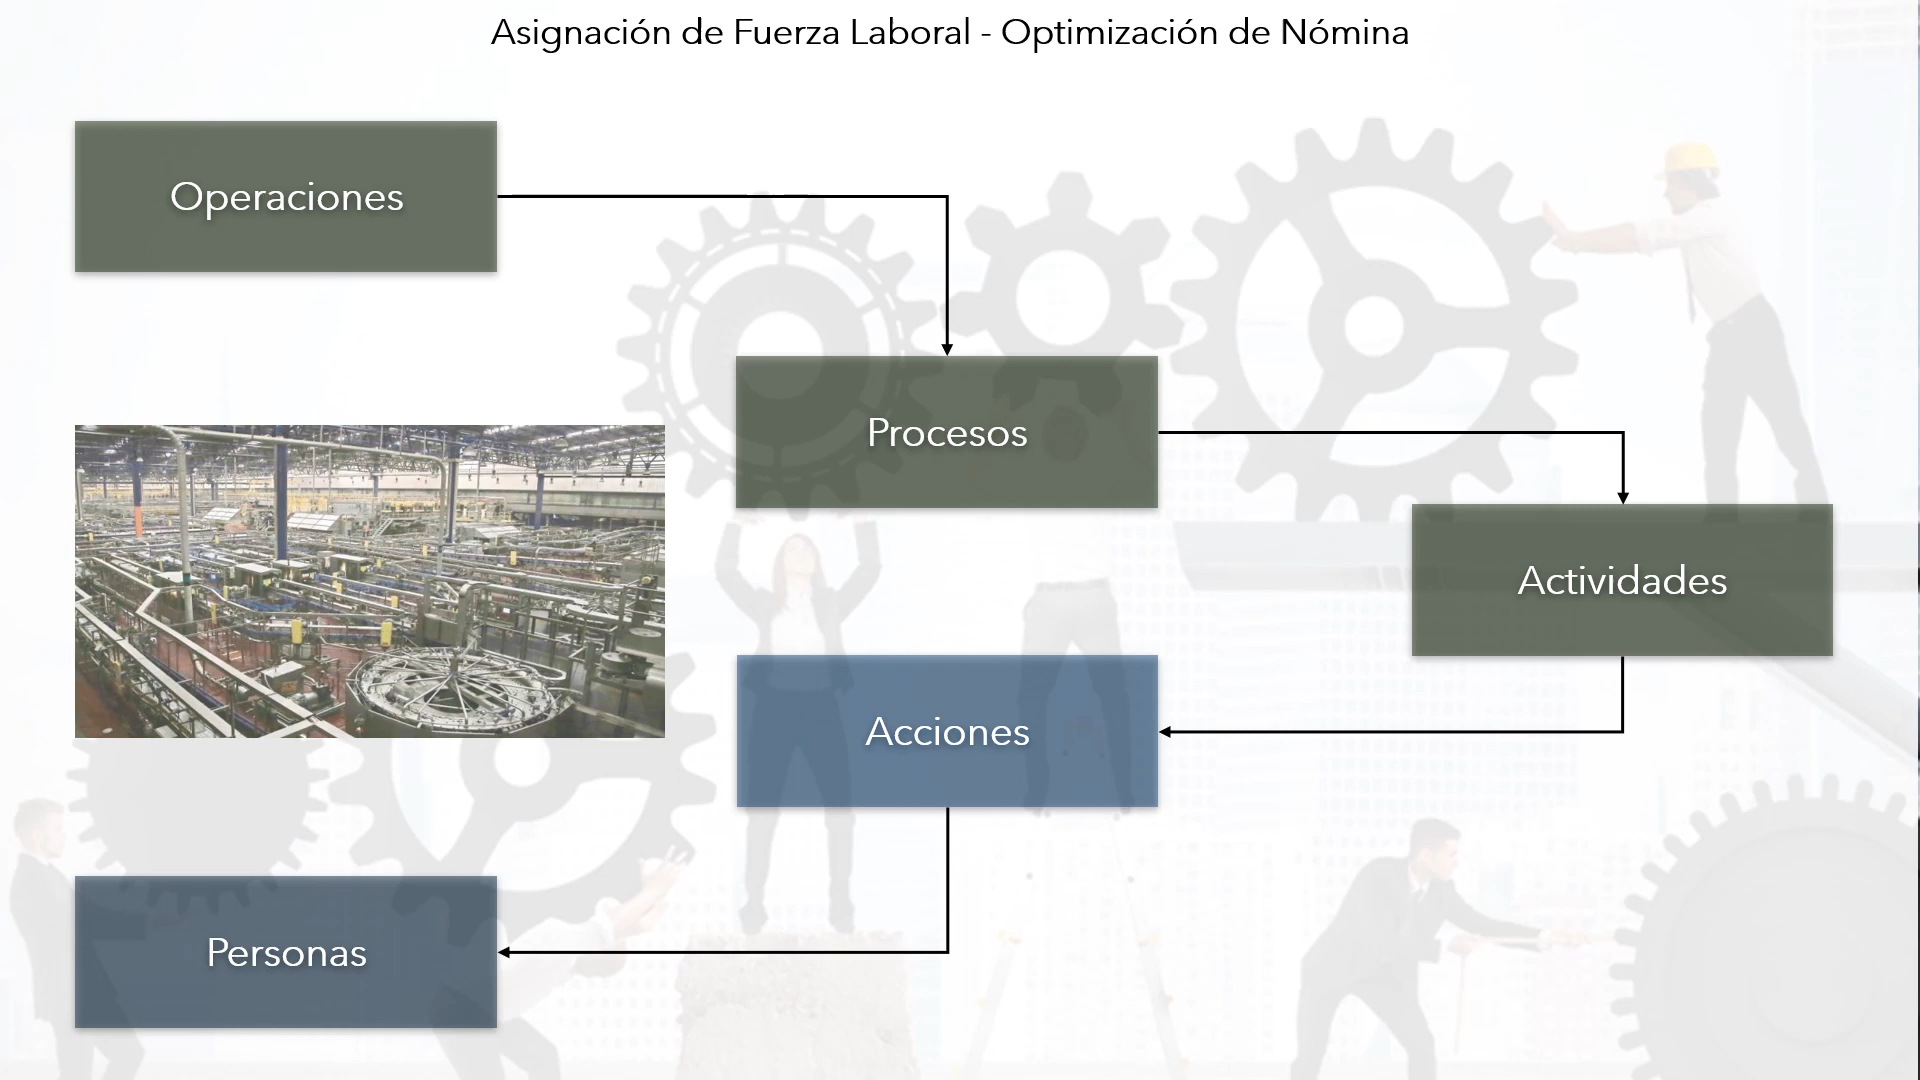 Asignación de Fuerza Laboral - Optimización de Nómina
Operaciones
Procesos
Actividades
Acciones
Personas